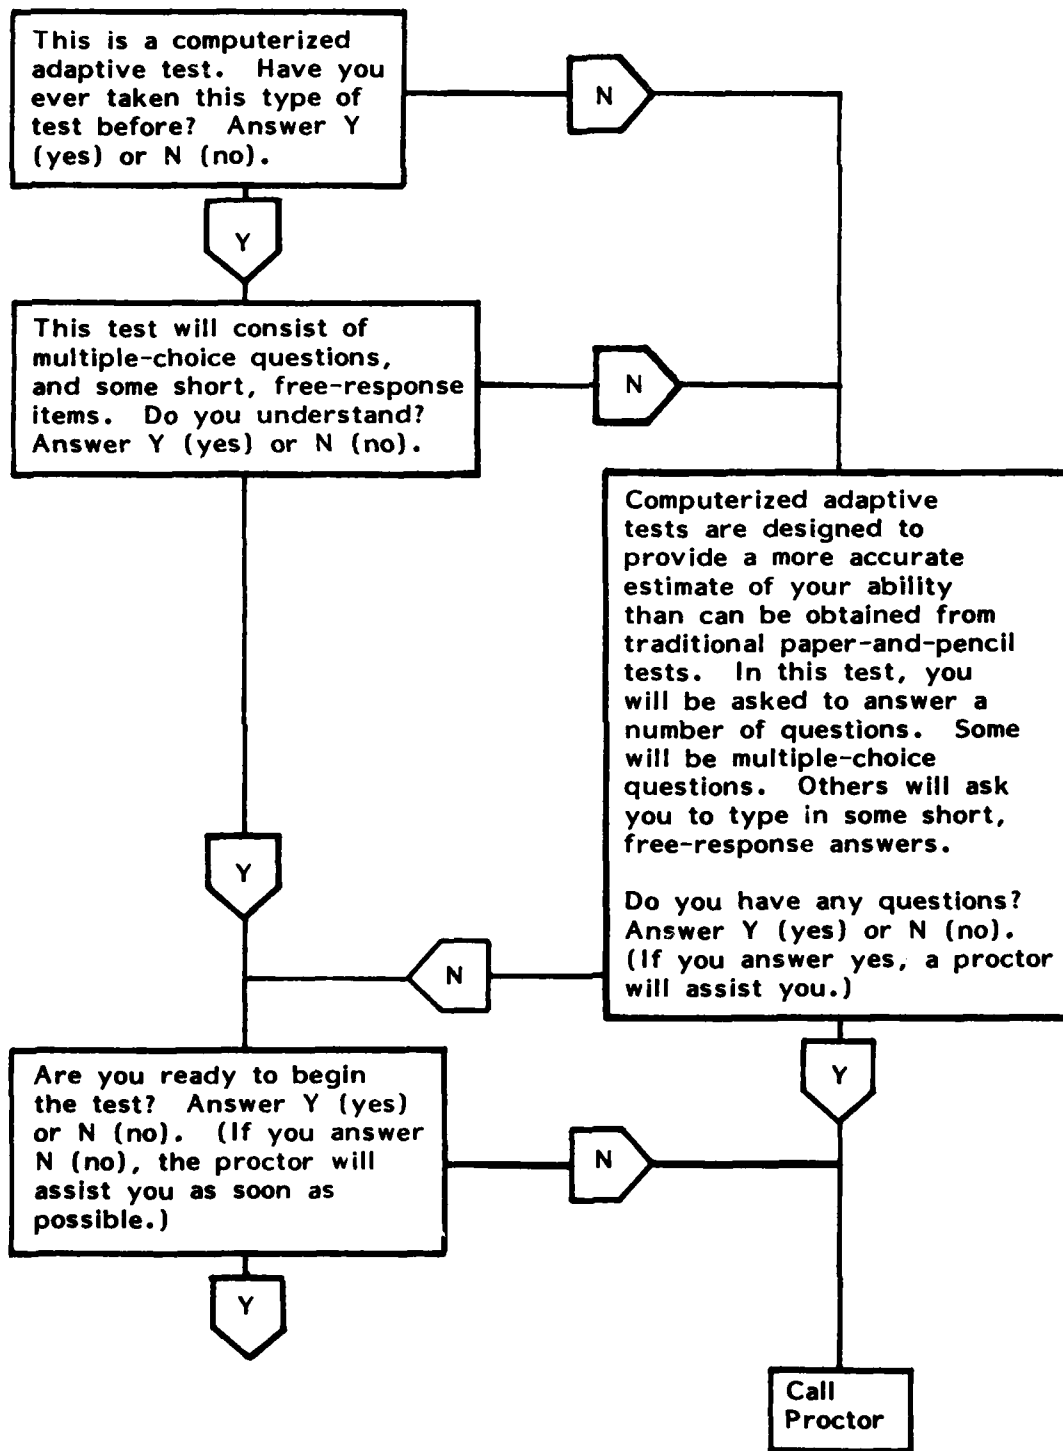 This is a computerized
adaptive test. Have you
ever taken this type of
test before? Answer Y
(yes) or N (no).
N
Y
This test will consist of
multiple-choice questions,
and some short, free-response
items. Do you understand?
Answer Y (yes) or N (no).
N
Computerized adaptive
tests are designed to
provide a more accurate
estimate of your ability
than can be obtained from
traditional paper-and-pencil
tests. In this test, you
will be asked to answer a
number of questions. Some
will be multiple-choice
questions. Others will ask
you to type in some short,
free-response answers.
Do you have any questions?
Answer Y (yes) or N (no).
(If you answer yes, a proctor
will assist you.)
Y
N
Y
Are you ready to begin
the test? Answer Y (yes)
or N (no). (If you answer
N (no), the proctor will
assist you as soon as
possible.)
N
Y
Call
Proctor